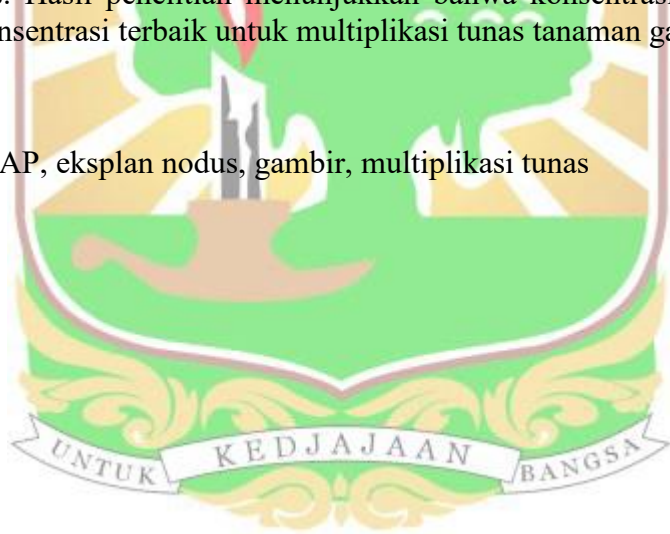 Hasil penelitian menunjukkan bahwa konsentrasi
nsentrasi terbaik untuk multiplikasi tunas tanaman ga
AP, eksplan nodus, gambir, multiplikasi tunas
UNTUK KEDJAJAAN BANGSA